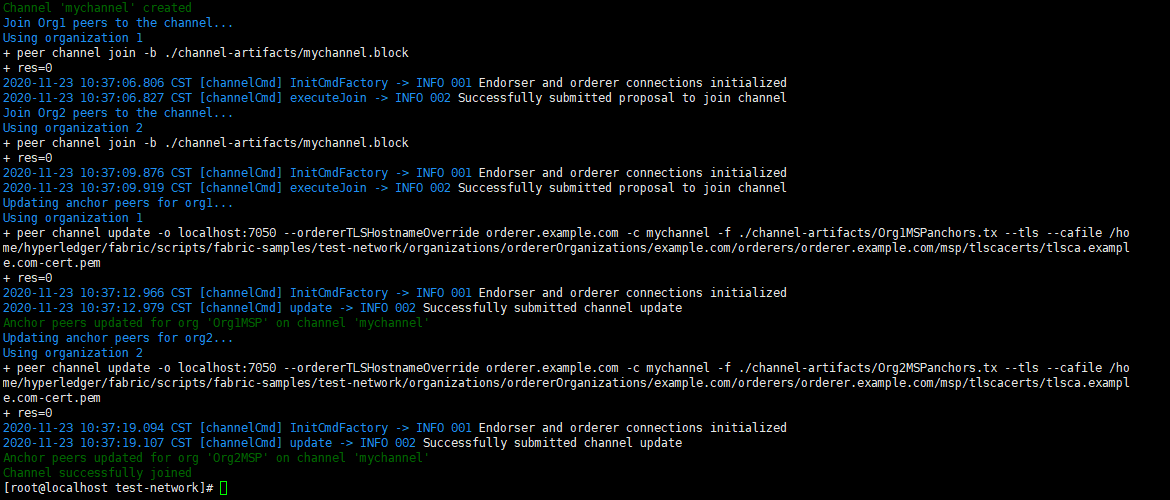 Channel 'mychannel' created
Join Org1 peers to the channel...
Using organization 1
+ peer channel join -b ./channel-artifacts/mychannel.block
+ res=0
2020-11-23 10:37:06.806 CST [channelCmd] InitCmdFactory -> INFO 001 Endorser and orderer connections initialized
2020-11-23 10:37:06.827 CST [channelCmd] executeJoin -> INFO 002 Successfully submitted proposal to join channel
Join Org2 peers to the channel...
Using organization 2
+ peer channel join -b ./channel-artifacts/mychannel.block
+ res=0
2020-11-23 10:37:09.876 CST [channelCmd] InitCmdFactory -> INFO 001 Endorser and orderer connections initialized
2020-11-23 10:37:09.919 CST [channelCmd] executeJoin -> INFO 002 Successfully submitted proposal to join channel
Updating anchor peers for org1...
Using organization 1
+ peer channel update -o localhost:7050 --ordererTLSHostnameOverride orderer.example.com -c mychannel -f ./channel-artifacts/Org1MSPanchors.tx --tls --cafile /ho
me/hyperledger/fabric/scripts/fabric-samples/test-network/organizations/ordererOrganizations/example.com/orderers/orderer.example.com/msp/tlscacerts/tlsca.exampl
e.com-cert.pem
+ res=0
2020-11-23 10:37:12.966 CST [channelCmd] InitCmdFactory -> INFO 001 Endorser and orderer connections initialized
2020-11-23 10:37:12.979 CST [channelCmd] update -> INFO 002 Successfully submitted channel update
Anchor peers updated for org 'Org1MSP' on channel 'mychannel'
Updating anchor peers for org2...
Using organization 2
+ peer channel update -o localhost:7050 --ordererTLSHostnameOverride orderer.example.com -c mychannel -f ./channel-artifacts/Org2MSPanchors.tx --tls --cafile /ho
me/hyperledger/fabric/scripts/fabric-samples/test-network/organizations/ordererOrganizations/example.com/orderers/orderer.example.com/msp/tlscacerts/tlsca.exampl
e.com-cert.pem
+ res=0
2020-11-23 10:37:19.094 CST [channelCmd] InitCmdFactory -> INFO 001 Endorser and orderer connections initialized
2020-11-23 10:37:19.107 CST [channelCmd] update -> INFO 002 Successfully submitted channel update
Anchor peers updated for org 'Org2MSP' on channel 'mychannel'
Channel successfully joined
[root@localhost test-network]#